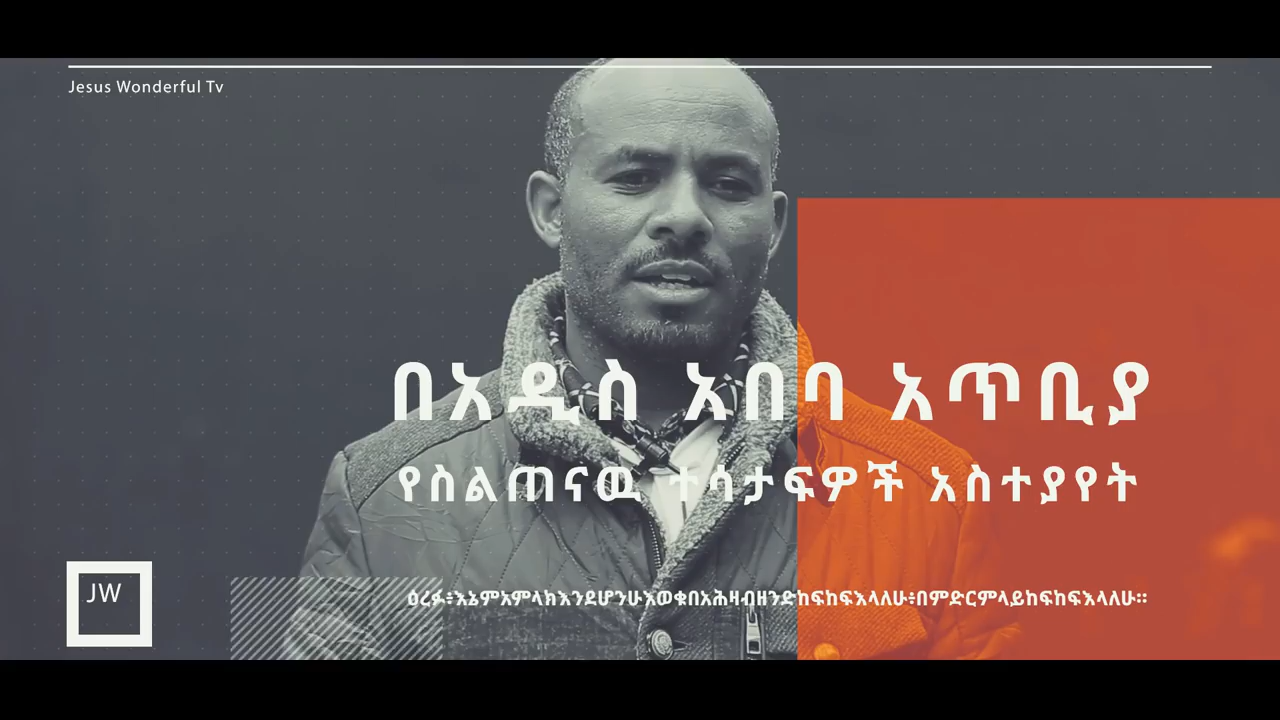 Jesus Wonderful Tv
በአዲስ አበባ አጥቢያ
የስልጠናዉ ተሳታፍዎች አስተያየት
JW
ዕረፉ፥እኔምአምላክእንደሆንሁእወቁበአሕዛብዘንድከፍከፍእላለሁ፥በምድርምላይከፍከፍእላለሁ።